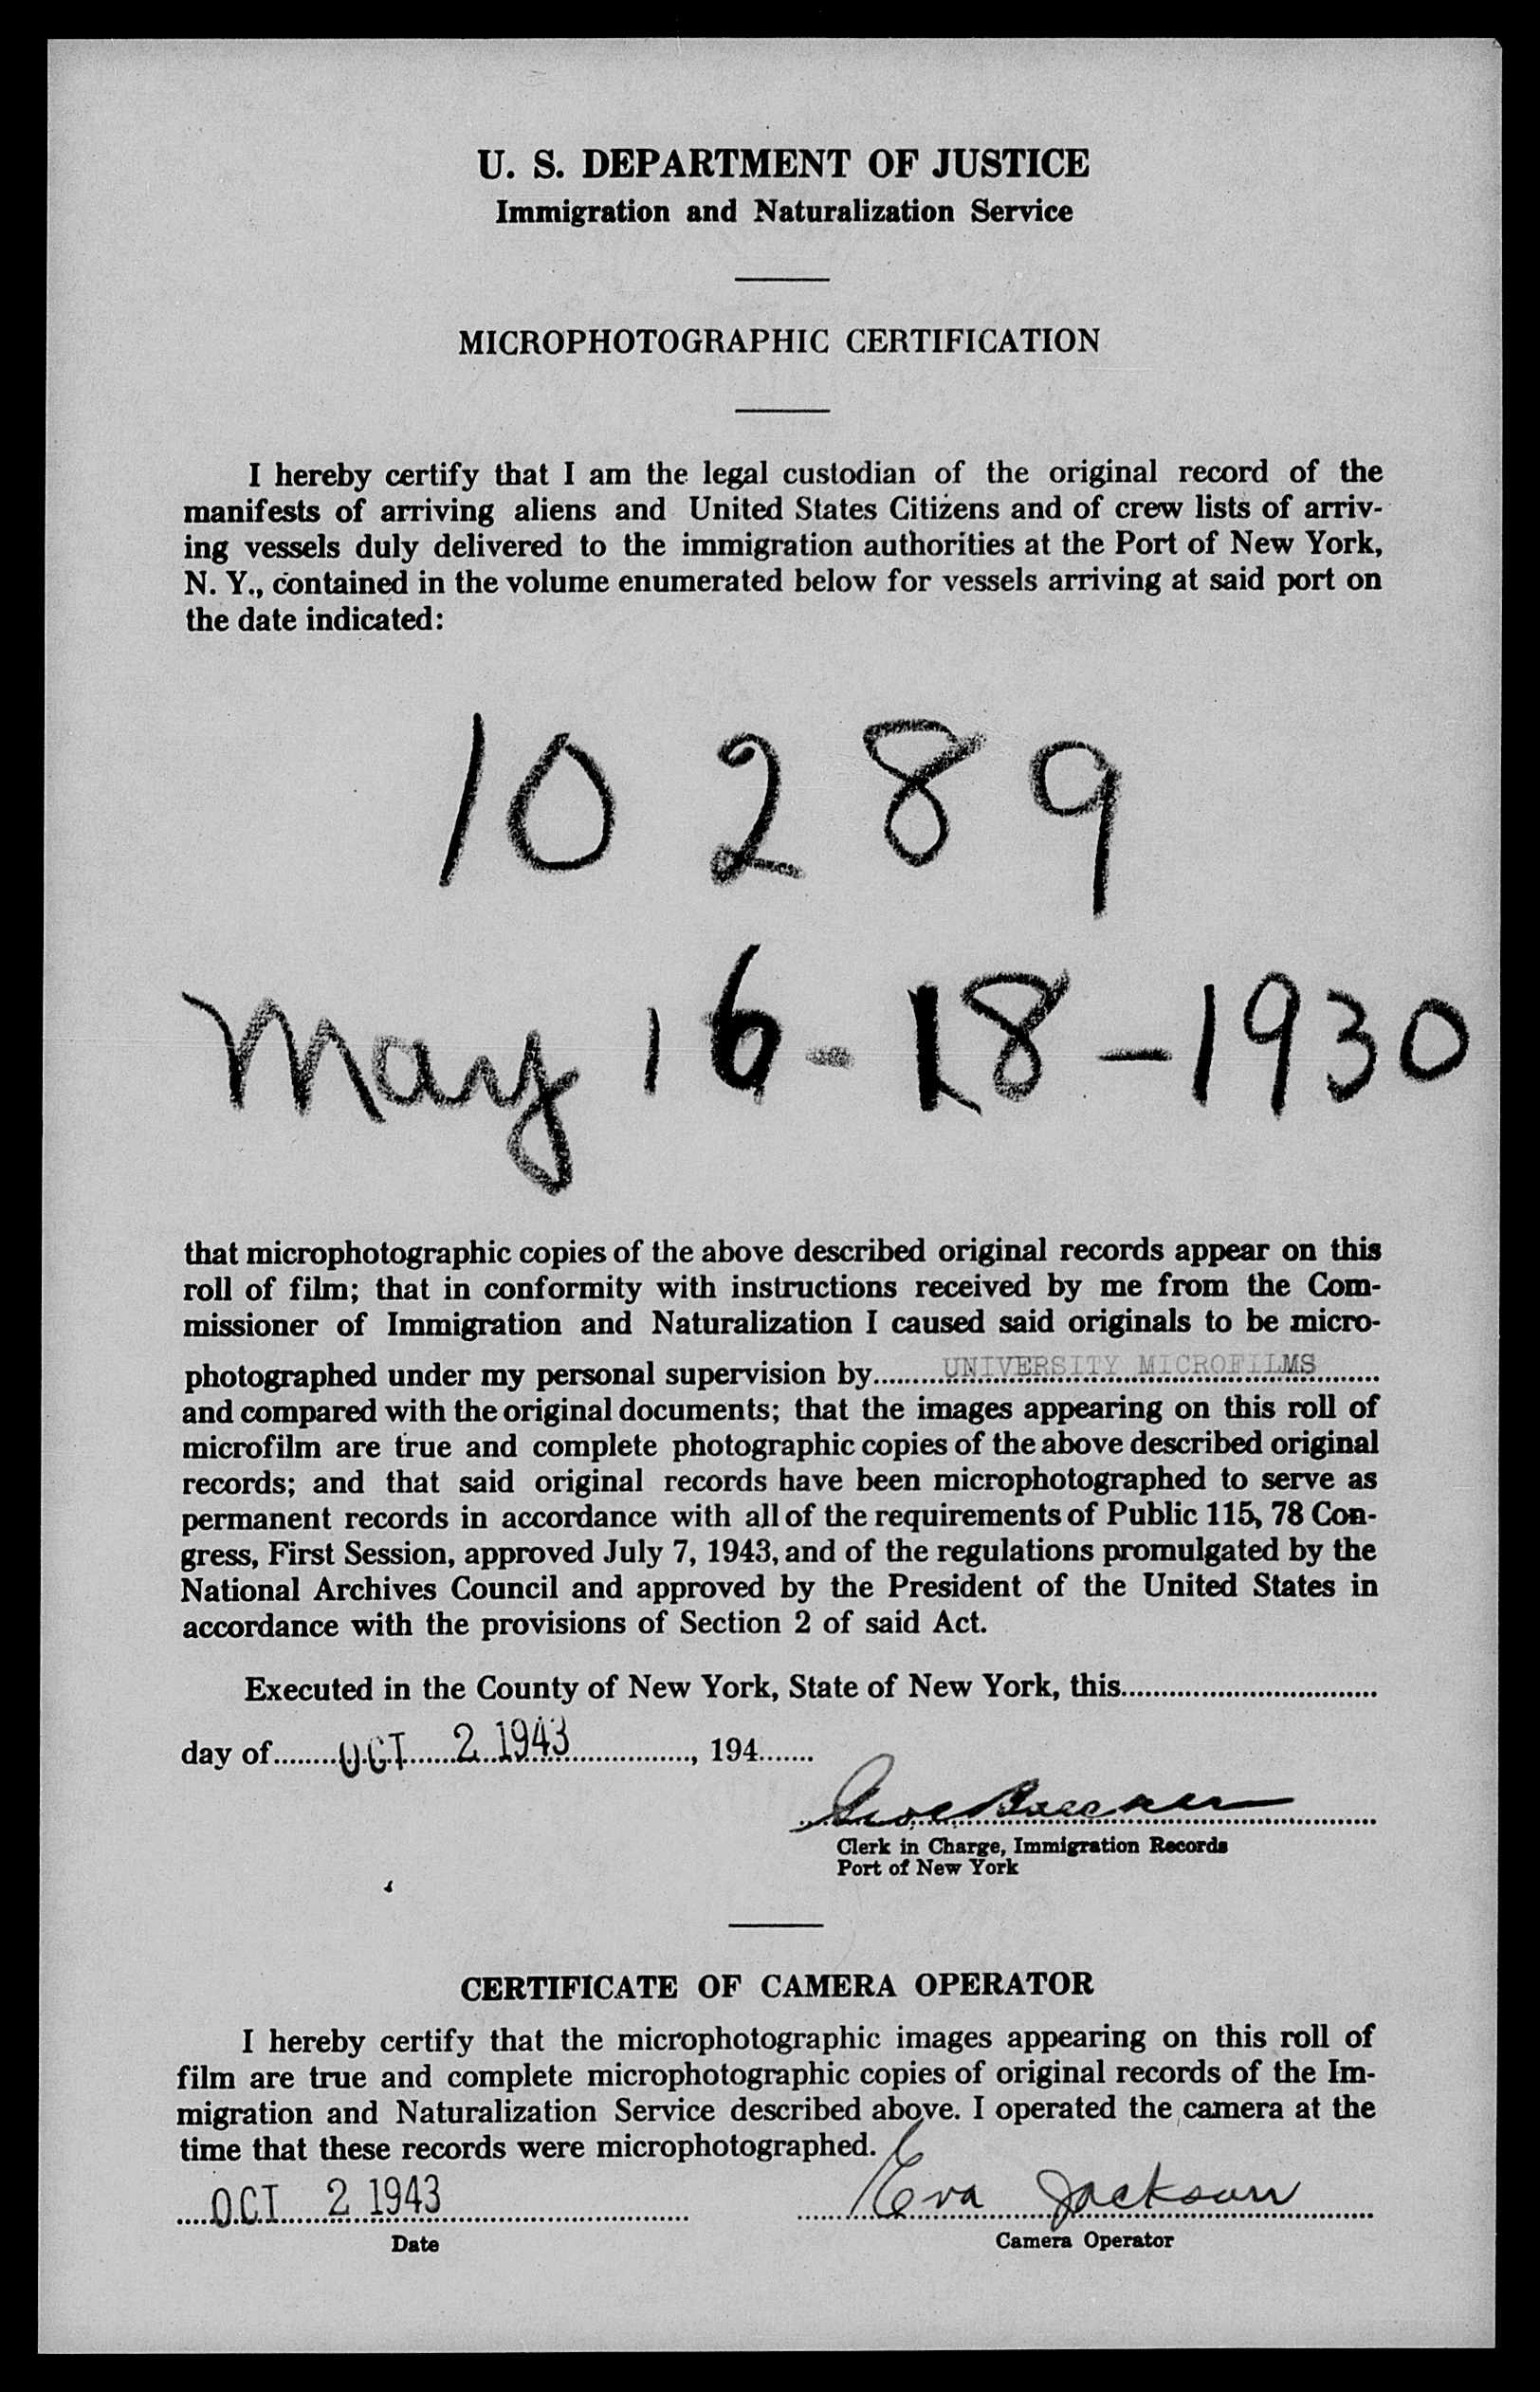 U. S. DEPARTMENT OF JUSTICE
Immigration and Naturalization Service
MICROPHOTOGRAPHIC CERTIFICATION
I hereby certify that I am the legal custodian of the original record of the
manifests of arriving aliens and United States Citizens and of crew lists of arriv-
ing vessels duly delivered to the immigration authorities at the Port of New York,
N. Y., contained in the volume enumerated below for vessels arriving at said port on
the date indicated:
10289
May 16-18-1930
that microphotographic copies of the above described original records appear on this
roll of film; that in conformity with instructions received by me from the Com-
missioner of Immigration and Naturalization I caused said originals to be micro-
photographed under my personal supervision by UNIVERSITY MICROFILMS
and compared with the original documents; that the images appearing on this roll of
microfilm are true and complete photographic copies of the above described original
records; and that said original records have been microphotographed to serve as
permanent records in accordance with all of the requirements of Public 115, 78 Con-
gress, First Session, approved July 7, 1943, and of the regulations promulgated by the
National Archives Council and approved by the President of the United States in
accordance with the provisions of Section 2 of said Act.
Executed in the County of New York, State of New York, this
day of OCT 2 1943, 194
Clerk in Charge, Immigration Records
Port of New York
CERTIFICATE OF CAMERA OPERATOR
I hereby certify that the microphotographic images appearing on this roll of
film are true and complete microphotographic copies of original records of the Im-
migration and Naturalization Service described above. I operated the camera at the
time that these records were microphotographed.
OCT 2 1943 Eva Jackson
Date Camera Operator